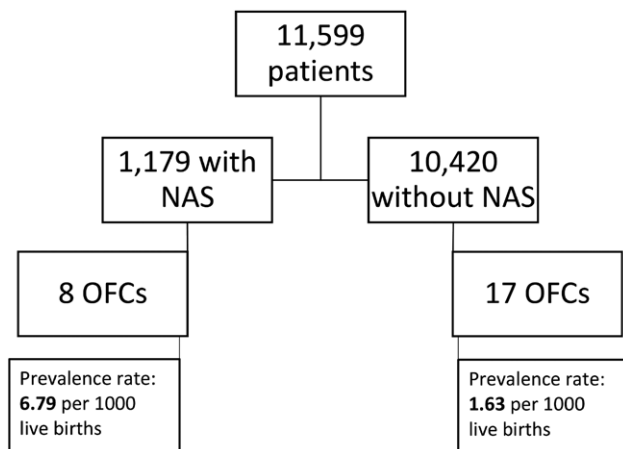 11,599
patients
1,179 with
NAS
10,420
without NAS
8 OFCs
17 OFCs
Prevalence rate:
6.79 per 1000
live births
Prevalence rate:
1.63 per 1000
live births